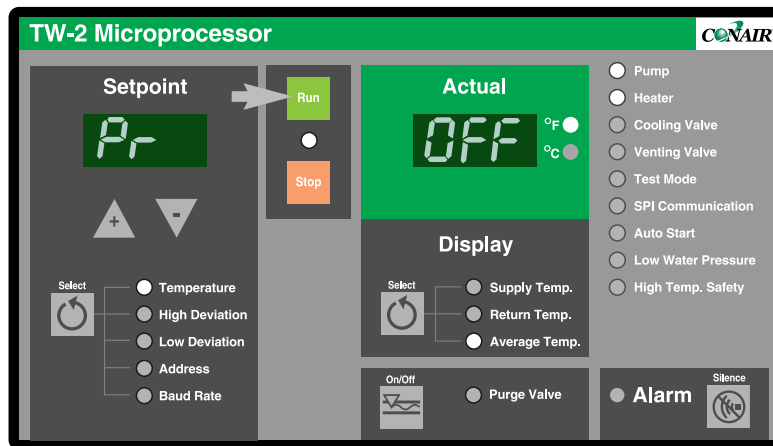 TW-2 Microprocessor
CONAIR
Setpoint
Pr
+
-
Select
Temperature
High Deviation
Low Deviation
Address
Baud Rate
Run
Stop
Actual
OFF
°F
°C
Display
Select
Supply Temp.
Return Temp.
Average Temp.
On/Off
Purge Valve
Pump
Heater
Cooling Valve
Venting Valve
Test Mode
SPI Communication
Auto Start
Low Water Pressure
High Temp. Safety
Alarm
Silence